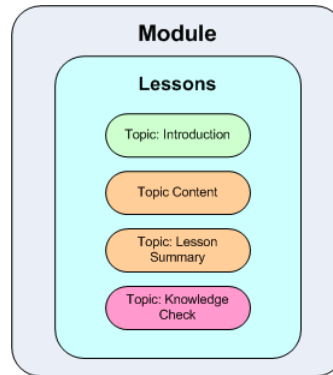 Module
Lessons
Topic: Introduction
Topic Content
Topic: Lesson
Summary
Topic: Knowledge
Check